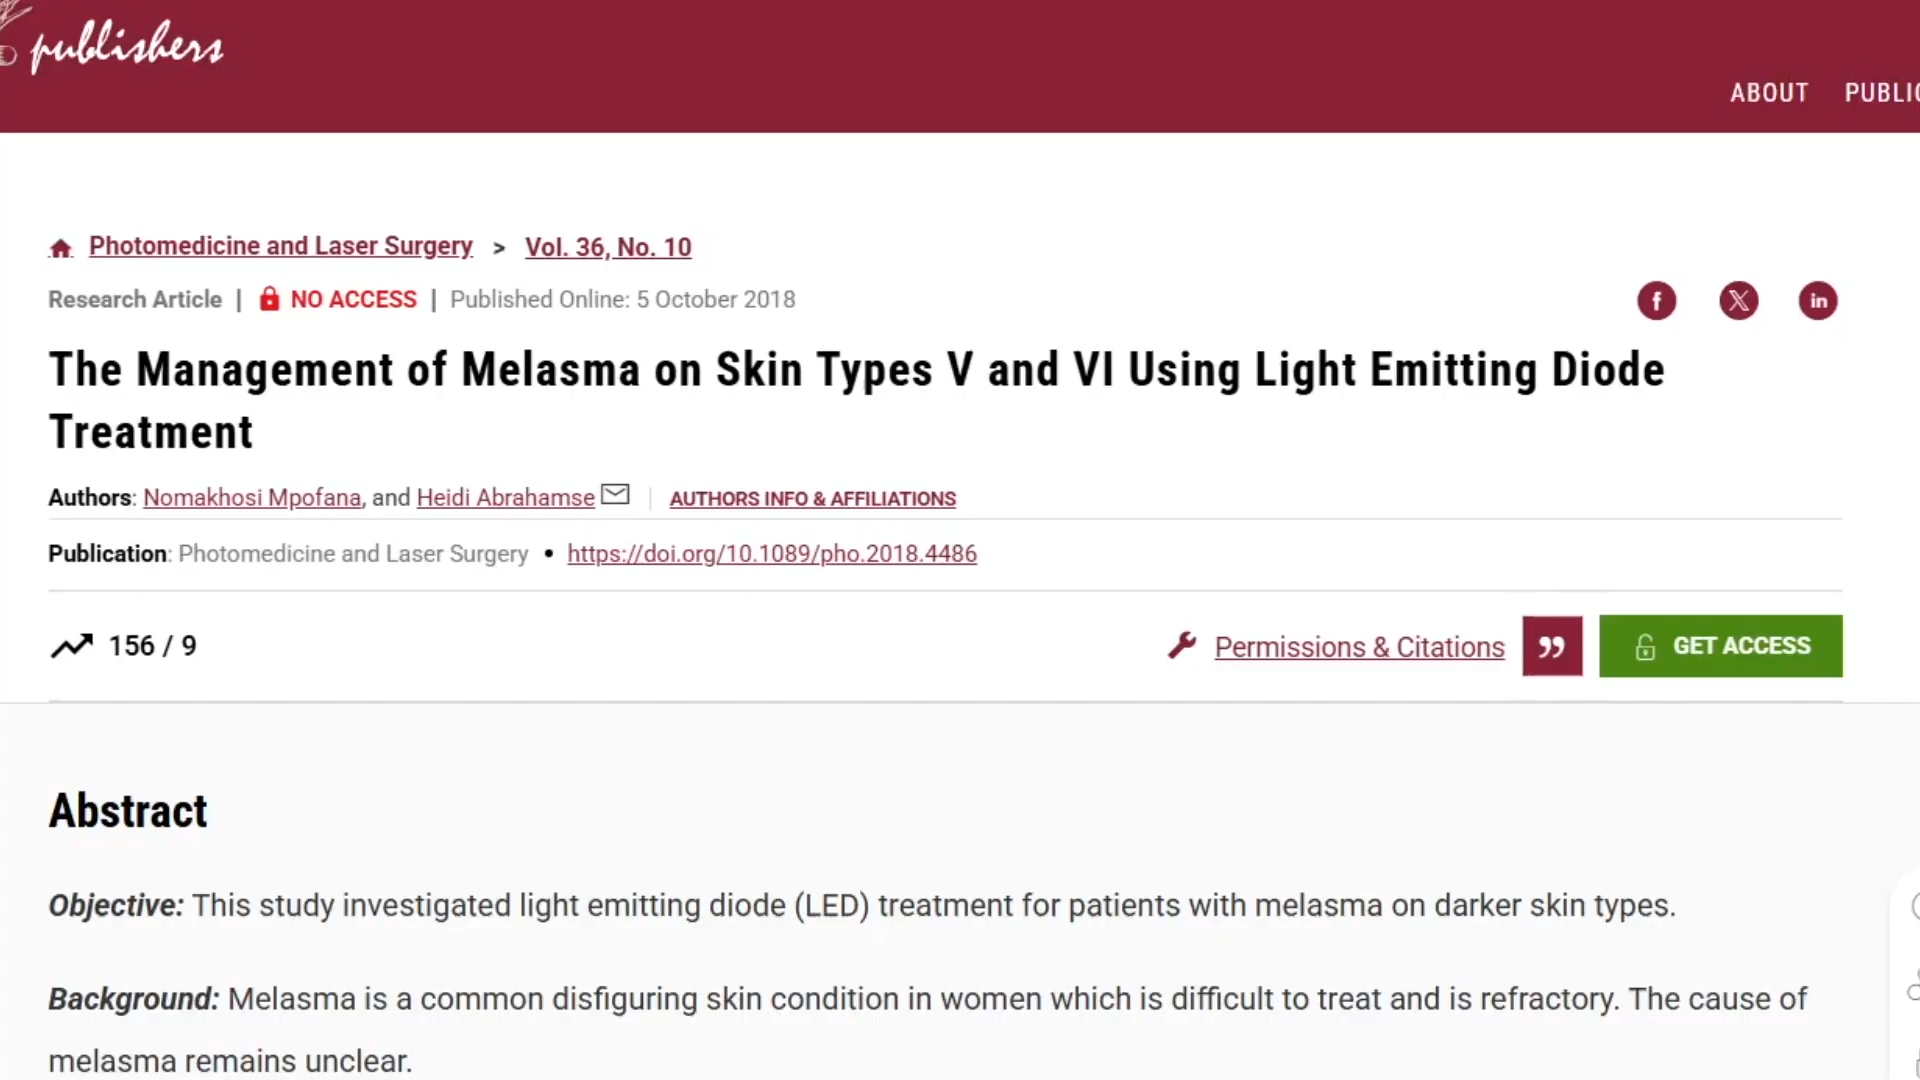 publishers
ABOUT PUBLIC
Photomedicine and Laser Surgery > Vol. 36, No. 10
Research Article | NO ACCESS | Published Online: 5 October 2018
The Management of Melasma on Skin Types V and VI Using Light Emitting Diode
Treatment
Authors: Nomakhosi Mpofana, and Heidi Abrahamse | AUTHORS INFO & AFFILIATIONS
Publication: Photomedicine and Laser Surgery • https://doi.org/10.1089/pho.2018.4486
156 / 9 Permissions & Citations GET ACCESS
Abstract
Objective: This study investigated light emitting diode (LED) treatment for patients with melasma on darker skin types.
Background: Melasma is a common disfiguring skin condition in women which is difficult to treat and is refractory. The cause of
melasma remains unclear.